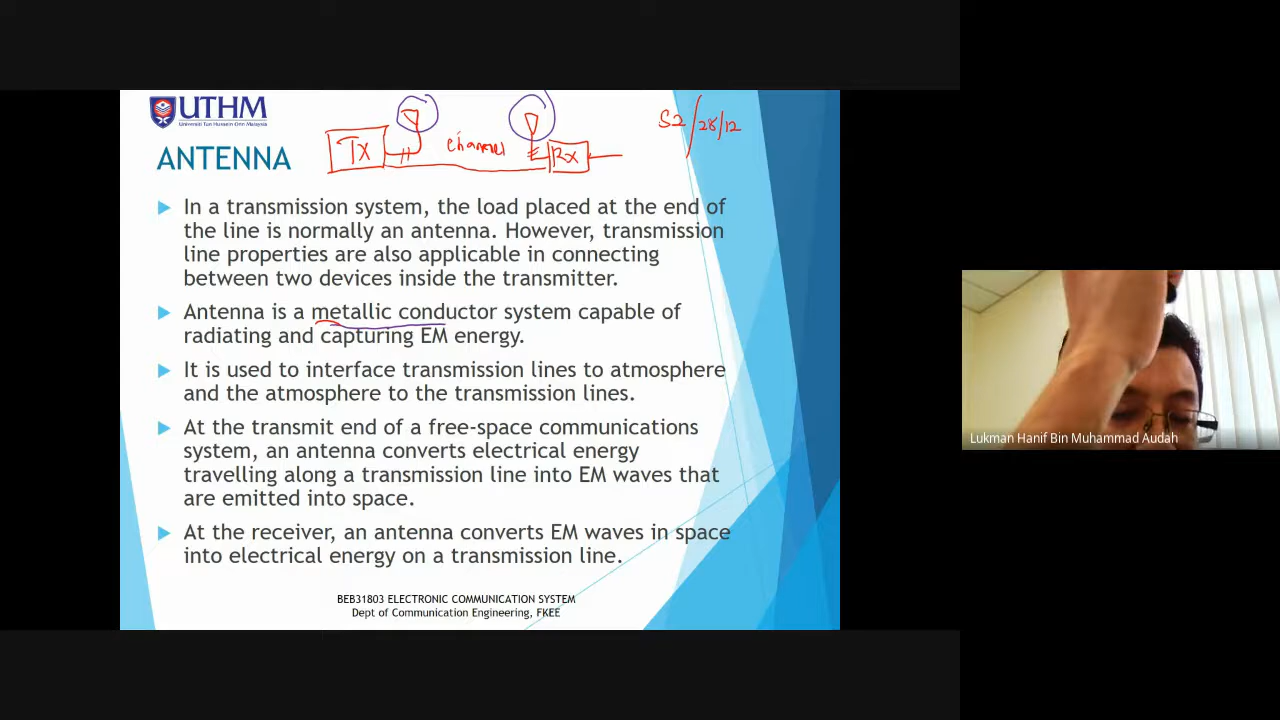 UTHM
Universiti Tun Hussein Onn Malaysia
Tx
channel
Rx
S2/28/12
ANTENNA
In a transmission system, the load placed at the end of
the line is normally an antenna. However, transmission
line properties are also applicable in connecting
between two devices inside the transmitter.
Antenna is a metallic conductor system capable of
radiating and capturing EM energy.
It is used to interface transmission lines to atmosphere
and the atmosphere to the transmission lines.
At the transmit end of a free-space communications
system, an antenna converts electrical energy
travelling along a transmission line into EM waves that
are emitted into space.
At the receiver, an antenna converts EM waves in space
into electrical energy on a transmission line.
BEB31803 ELECTRONIC COMMUNICATION SYSTEM
Dept of Communication Engineering, FKEE
Lukman Hanif Bin Muhammad Audah